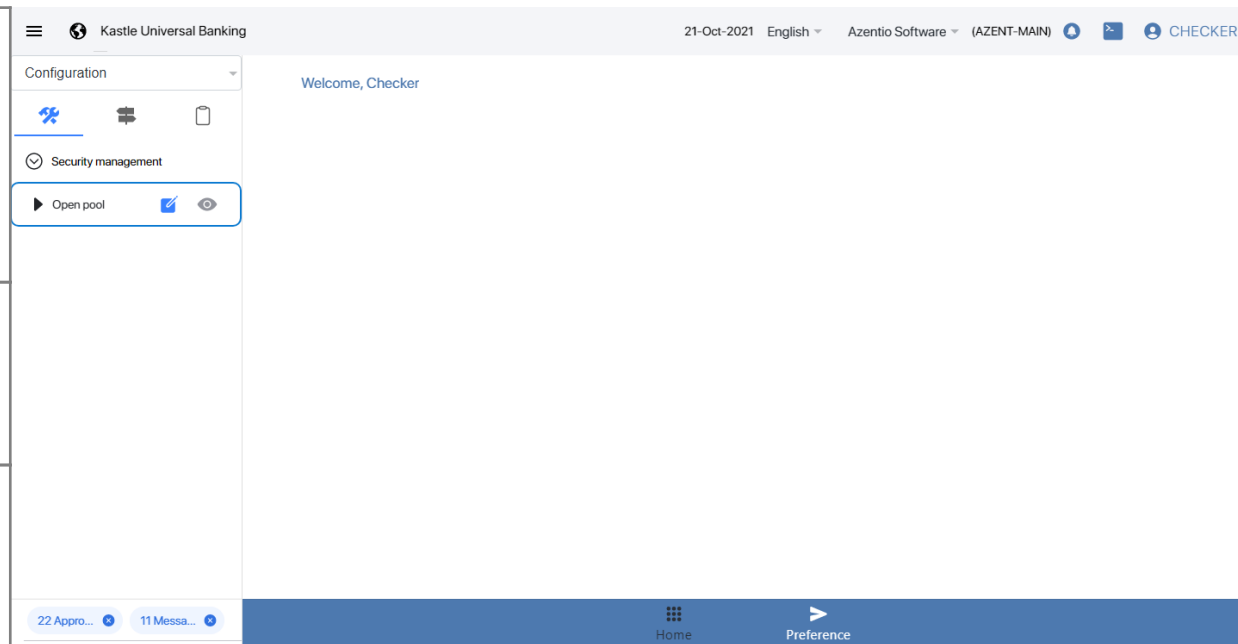 Kastle Universal Banking 21-Oct-2021 English Azentio Software (AZENT-MAIN) CHECKER
Configuration
Welcome, Checker
Security management
Open pool
22 Appro... 11 Messa...
Home Preference